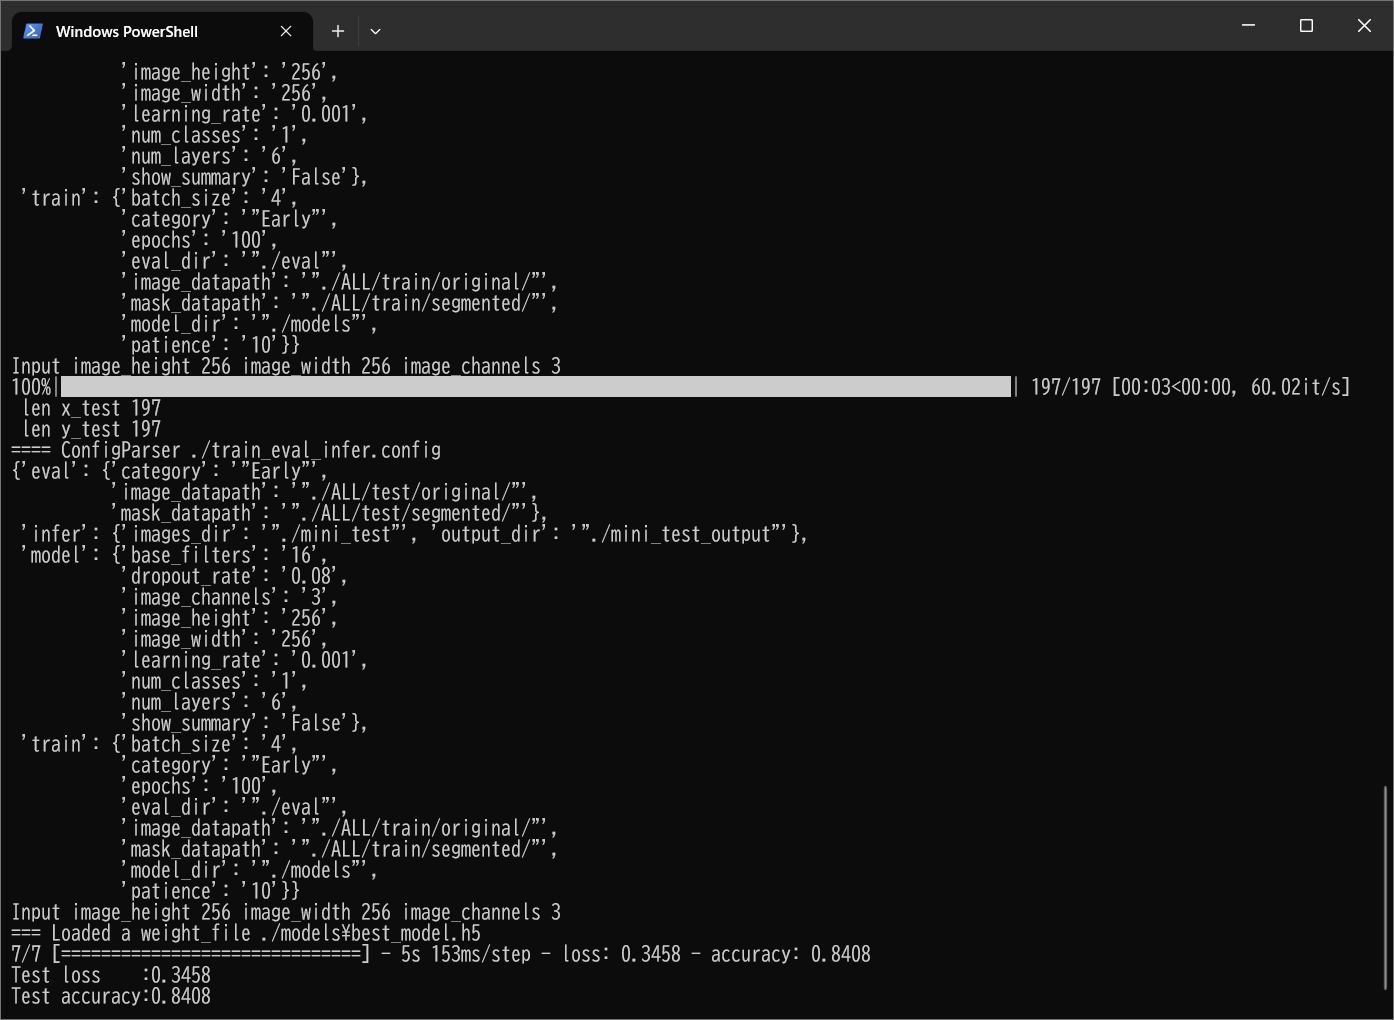 Windows PowerShell
'image_height': '256',
'image_width': '256',
'learning_rate': '0.001',
'num_classes': '1',
'num_layers': '6',
'show_summary': 'False'},
'train': {'batch_size': '4',
'category': '"Early"',
'epochs': '100',
'eval_dir': '"./eval"',
'image_datapath': '"./ALL/train/original/"',
'mask_datapath': '"./ALL/train/segmented/"',
'model_dir': '"./models"',
'patience': '10'}}
Input image_height 256 image_width 256 image_channels 3
100%| | 197/197 [00:03<00:00, 60.02it/s]
len x_test 197
len y_test 197
==== ConfigParser ./train_eval_infer.config
{'eval': {'category': '"Early"',
'image_datapath': '"./ALL/test/original/"',
'mask_datapath': '"./ALL/test/segmented/"'},
'infer': {'images_dir': '"./mini_test"', 'output_dir': '"./mini_test_output"'},
'model': {'base_filters': '16',
'dropout_rate': '0.08',
'image_channels': '3',
'image_height': '256',
'image_width': '256',
'learning_rate': '0.001',
'num_classes': '1',
'num_layers': '6',
'show_summary': 'False'},
'train': {'batch_size': '4',
'category': '"Early"',
'epochs': '100',
'eval_dir': '"./eval"',
'image_datapath': '"./ALL/train/original/"',
'mask_datapath': '"./ALL/train/segmented/"',
'model_dir': '"./models"',
'patience': '10'}}
Input image_height 256 image_width 256 image_channels 3
=== Loaded a weight_file ./models¥best_model.h5
7/7 [==============================] - 5s 153ms/step - loss: 0.3458 - accuracy: 0.8408
Test loss    :0.3458
Test accuracy:0.8408